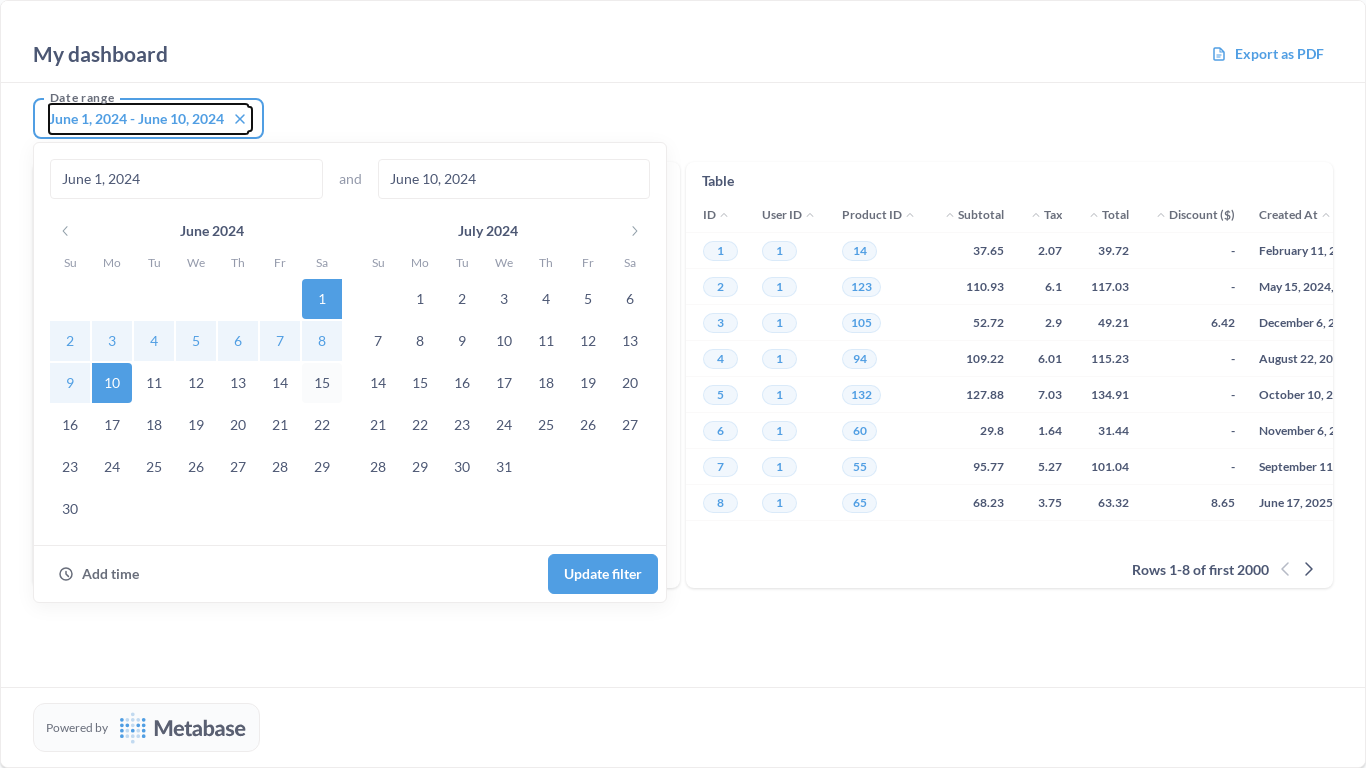 My dashboard
Export as PDF
Date range
June 1, 2024 - June 10, 2024
June 1, 2024 and June 10, 2024
June 2024 July 2024
Su Mo Tu We Th Fr Sa Su Mo Tu We Th Fr Sa
1 1 2 3 4 5 6
2 3 4 5 6 7 8 7 8 9 10 11 12 13
9 10 11 12 13 14 15 14 15 16 17 18 19 20
16 17 18 19 20 21 22 21 22 23 24 25 26 27
23 24 25 26 27 28 29 28 29 30 31
30
Add time Update filter
Table
ID User ID Product ID Subtotal Tax Total Discount ($) Created At
1 1 14 37.65 2.07 39.72 - February 11, 2
2 1 123 110.93 6.1 117.03 - May 15, 2024,
3 1 105 52.72 2.9 49.21 6.42 December 6, 2
4 1 94 109.22 6.01 115.23 - August 22, 20
5 1 132 127.88 7.03 134.91 - October 10, 2
6 1 60 29.8 1.64 31.44 - November 6, 2
7 1 55 95.77 5.27 101.04 - September 11
8 1 65 68.23 3.75 63.32 8.65 June 17, 2025
Rows 1-8 of first 2000
Powered by Metabase